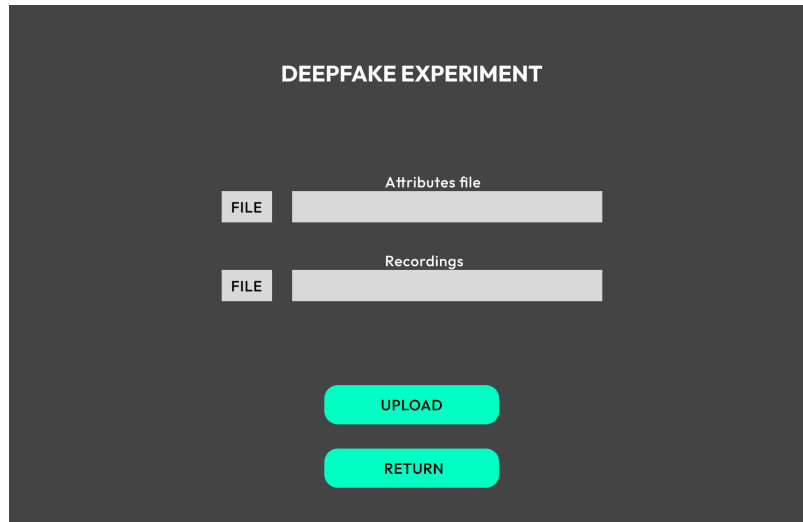 DEEPFAKE EXPERIMENT
Attributes file
FILE
Recordings
FILE
UPLOAD
RETURN